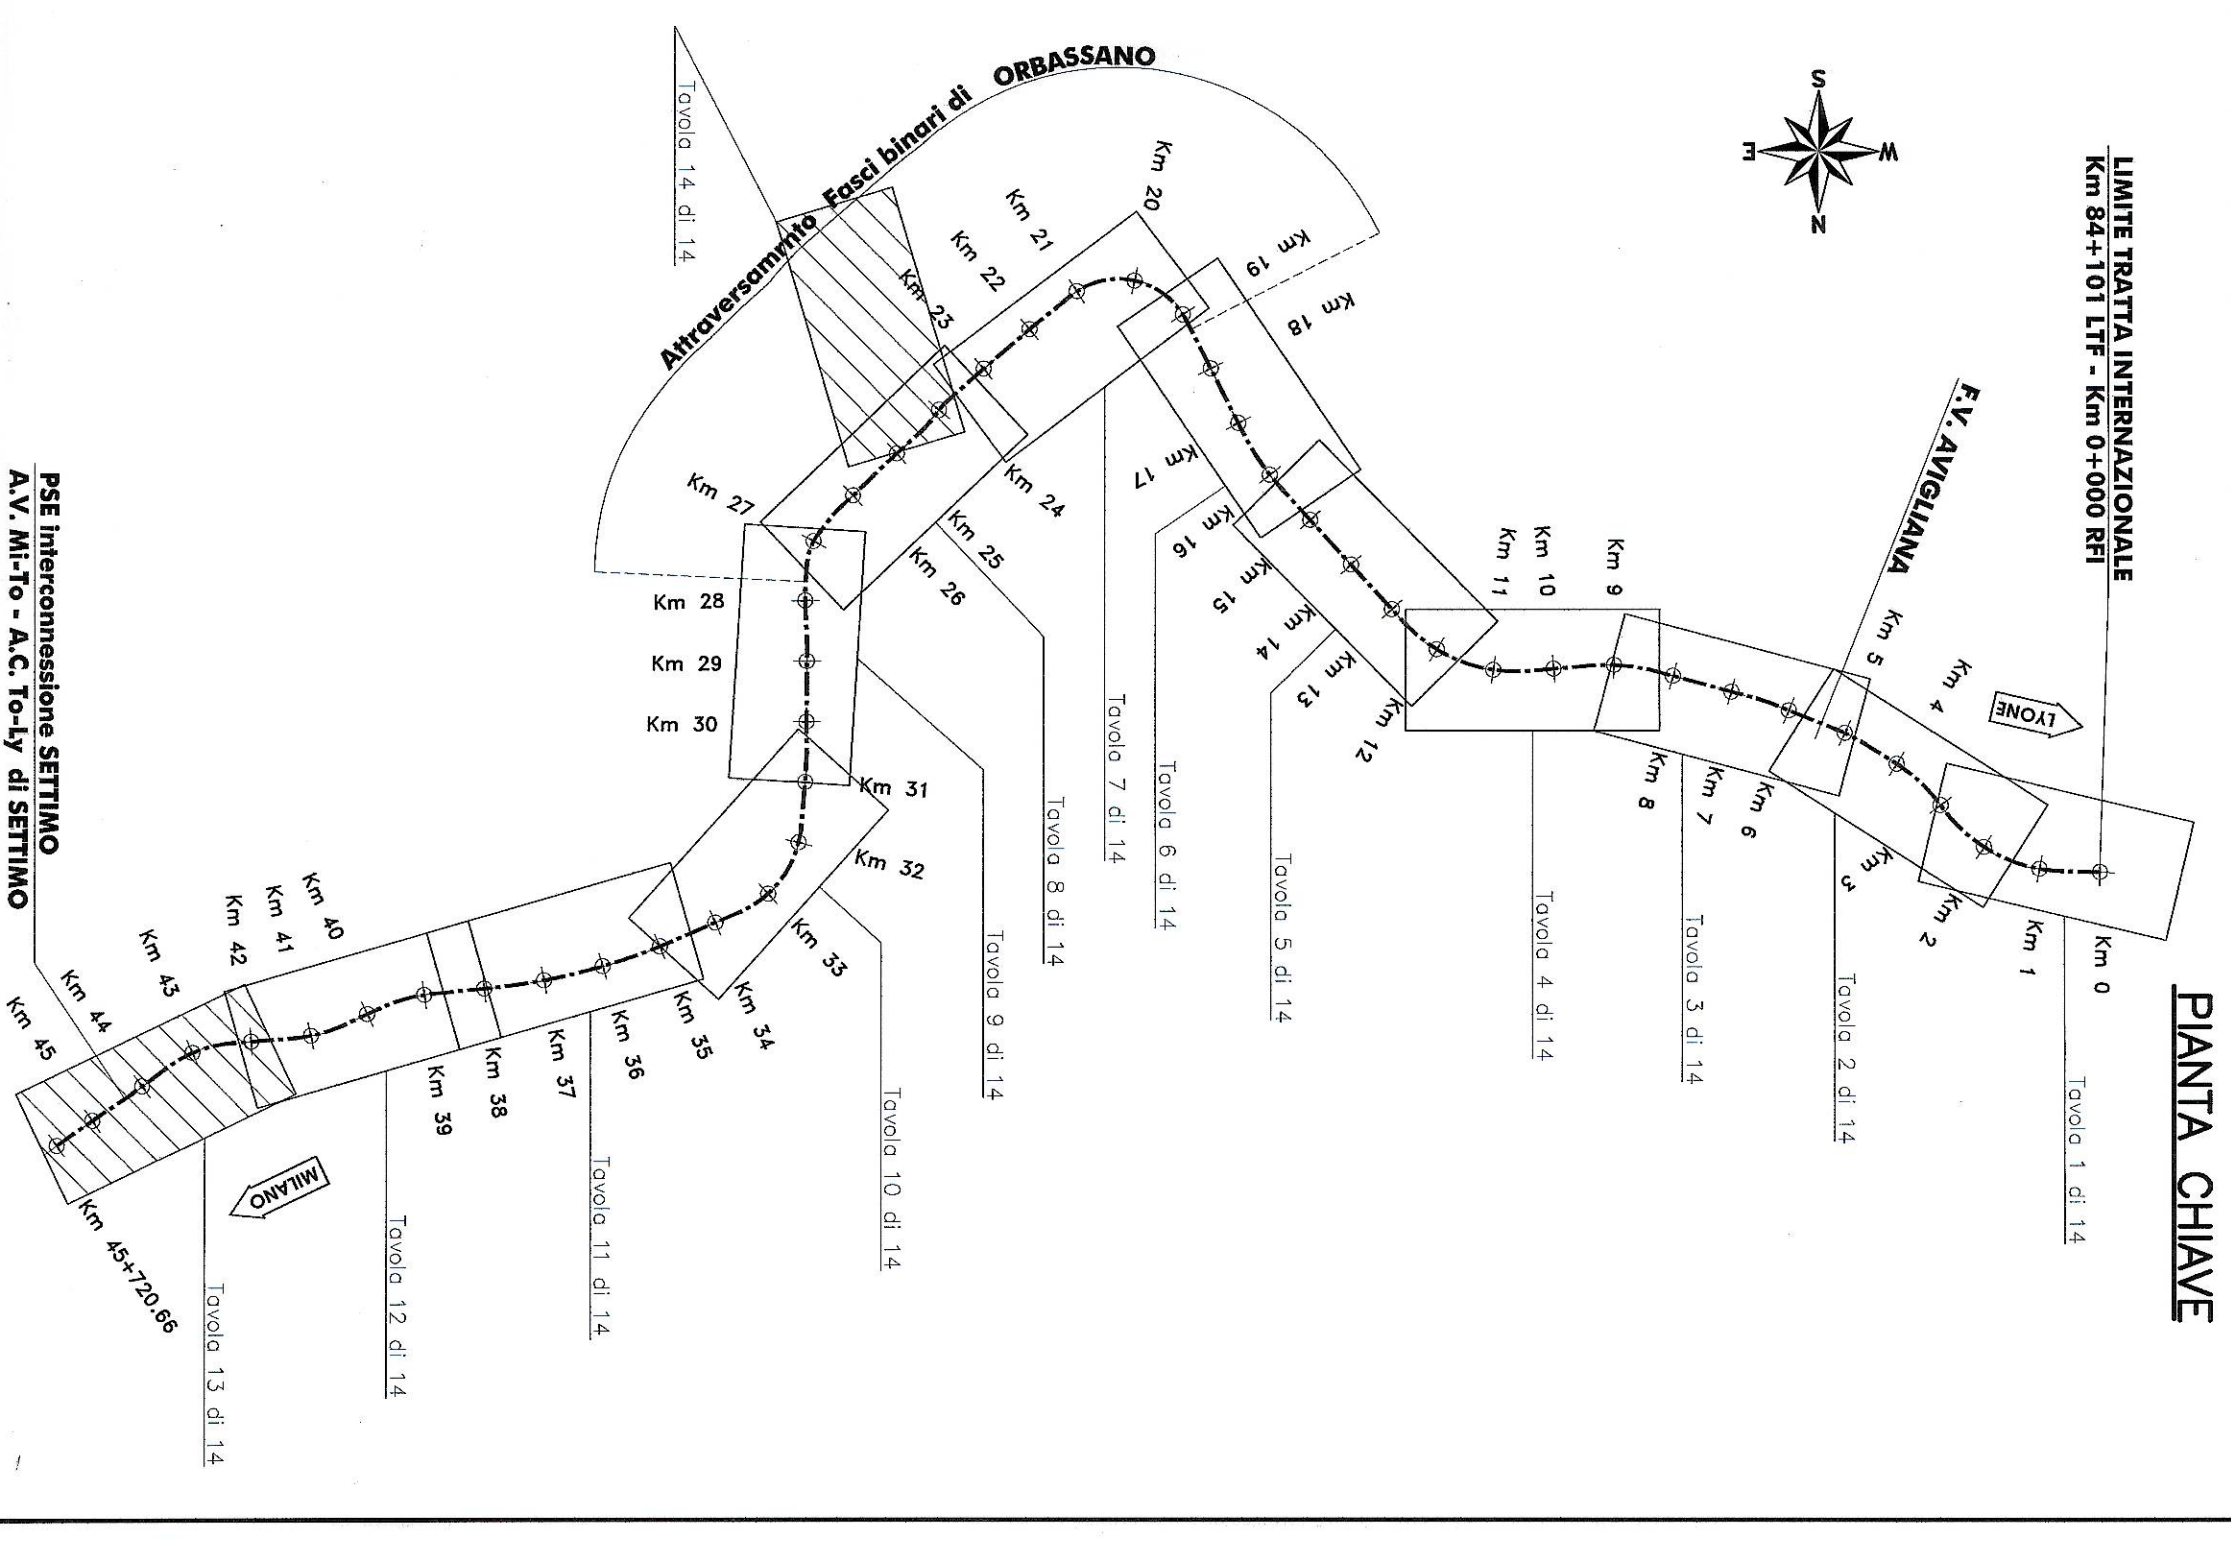 PIANTA CHIAVE
LIMITE TRATTA INTERNAZIONALE
Km 84+101 LTF - Km 0+000 RFI
S
W
E
N
F.V. AVIGLIANA
LYONE
Km 0
Km 1
Km 2
Km 3
Km 4
Km 5
Km 6
Km 7
Km 8
Km 9
Km 10
Km 11
Km 12
Km 13
Km 14
Km 15
Km 16
Km 17
Km 18
Km 19
Km 20
Km 21
Km 22
Km 23
Km 24
Km 25
Km 26
Km 27
Km 28
Km 29
Km 30
Km 31
Km 32
Km 33
Km 34
Km 35
Km 36
Km 37
Km 38
Km 39
Km 40
Km 41
Km 42
Km 43
Km 44
Km 45
Km 45+720.66
Attraversamrnto Fasci binari di ORBASSANO
Tavola 1 di 14
Tavola 2 di 14
Tavola 3 di 14
Tavola 4 di 14
Tavola 5 di 14
Tavola 6 di 14
Tavola 7 di 14
Tavola 8 di 14
Tavola 9 di 14
Tavola 10 di 14
Tavola 11 di 14
Tavola 12 di 14
Tavola 13 di 14
Tavola 14 di 14
MILANO
PSE interconnessione SETTIMO
A.V. Mi-To - A.C. To-Ly di SETTIMO